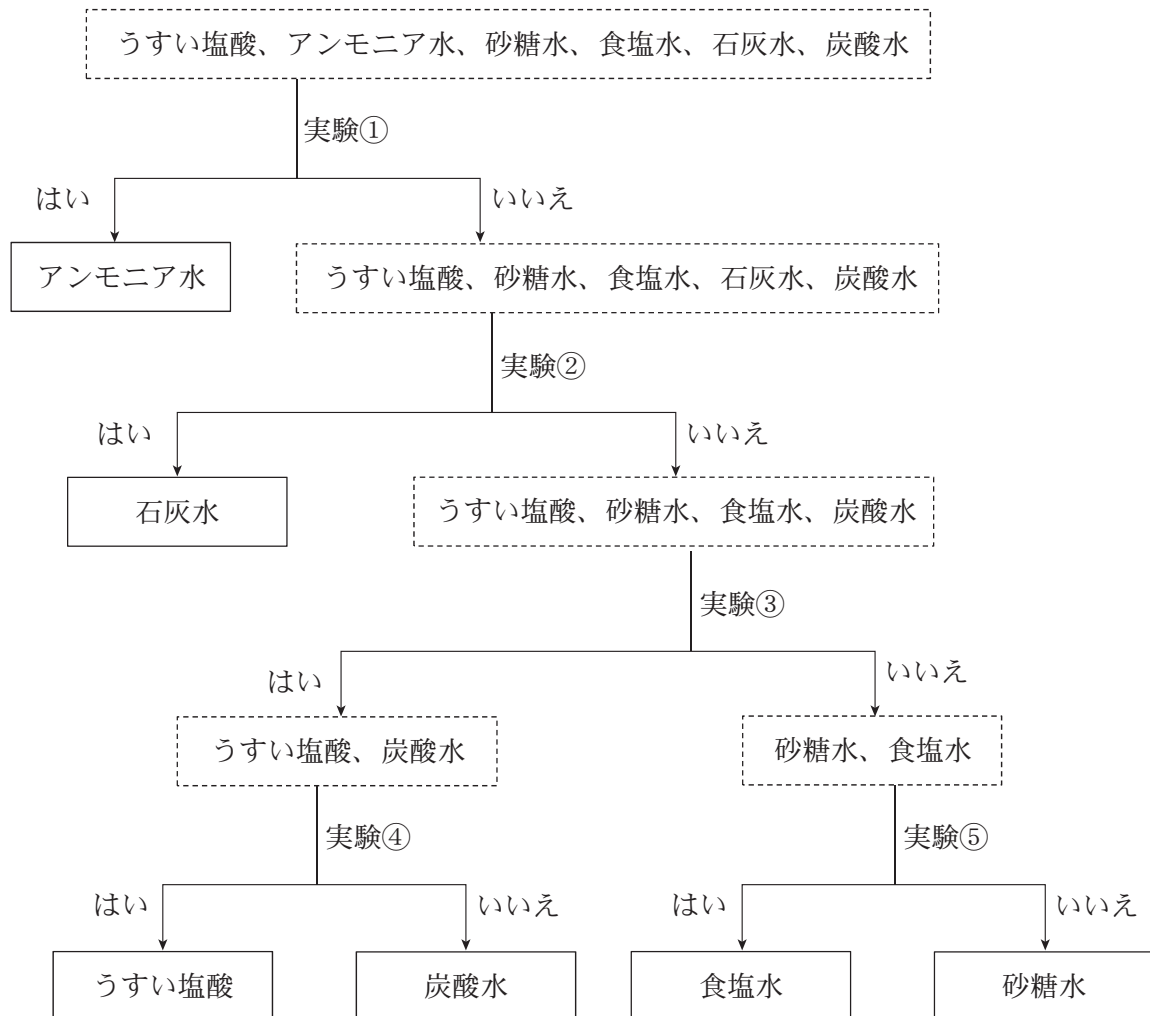 うすい塩酸、アンモニア水、砂糖水、食塩水、石灰水、炭酸水
実験①
はい
いいえ
アンモニア水
うすい塩酸、砂糖水、食塩水、石灰水、炭酸水
実験②
はい
いいえ
石灰水
うすい塩酸、砂糖水、食塩水、炭酸水
実験③
はい
いいえ
うすい塩酸、炭酸水
砂糖水、食塩水
実験④
実験⑤
はい
いいえ
はい
いいえ
うすい塩酸
炭酸水
食塩水
砂糖水